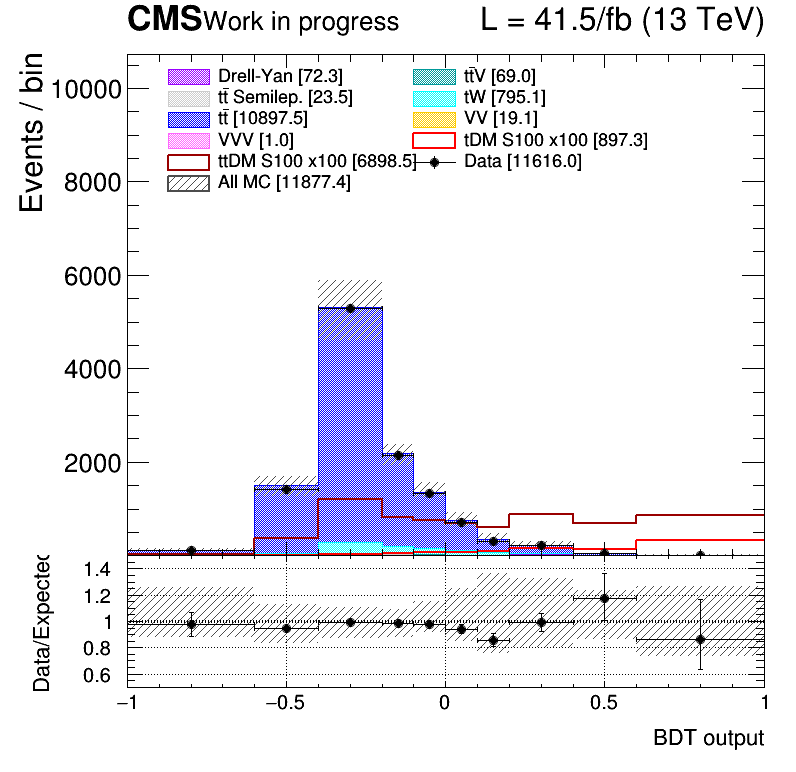 CMS Work in progress L = 41.5/fb (13 TeV)
Events / bin
10000
8000
6000
4000
2000
Drell-Yan [72.3] tt̄V [69.0]
tt̄ Semilep. [23.5] tW [795.1]
tt̄ [10897.5] VV [19.1]
VVV [1.0] tDM S100 x100 [897.3]
ttDM S100 x100 [6898.5] Data [11616.0]
All MC [11877.4]
Data/Expected
1.4
1.2
1
0.8
0.6
−1 −0.5 0 0.5 1
BDT output